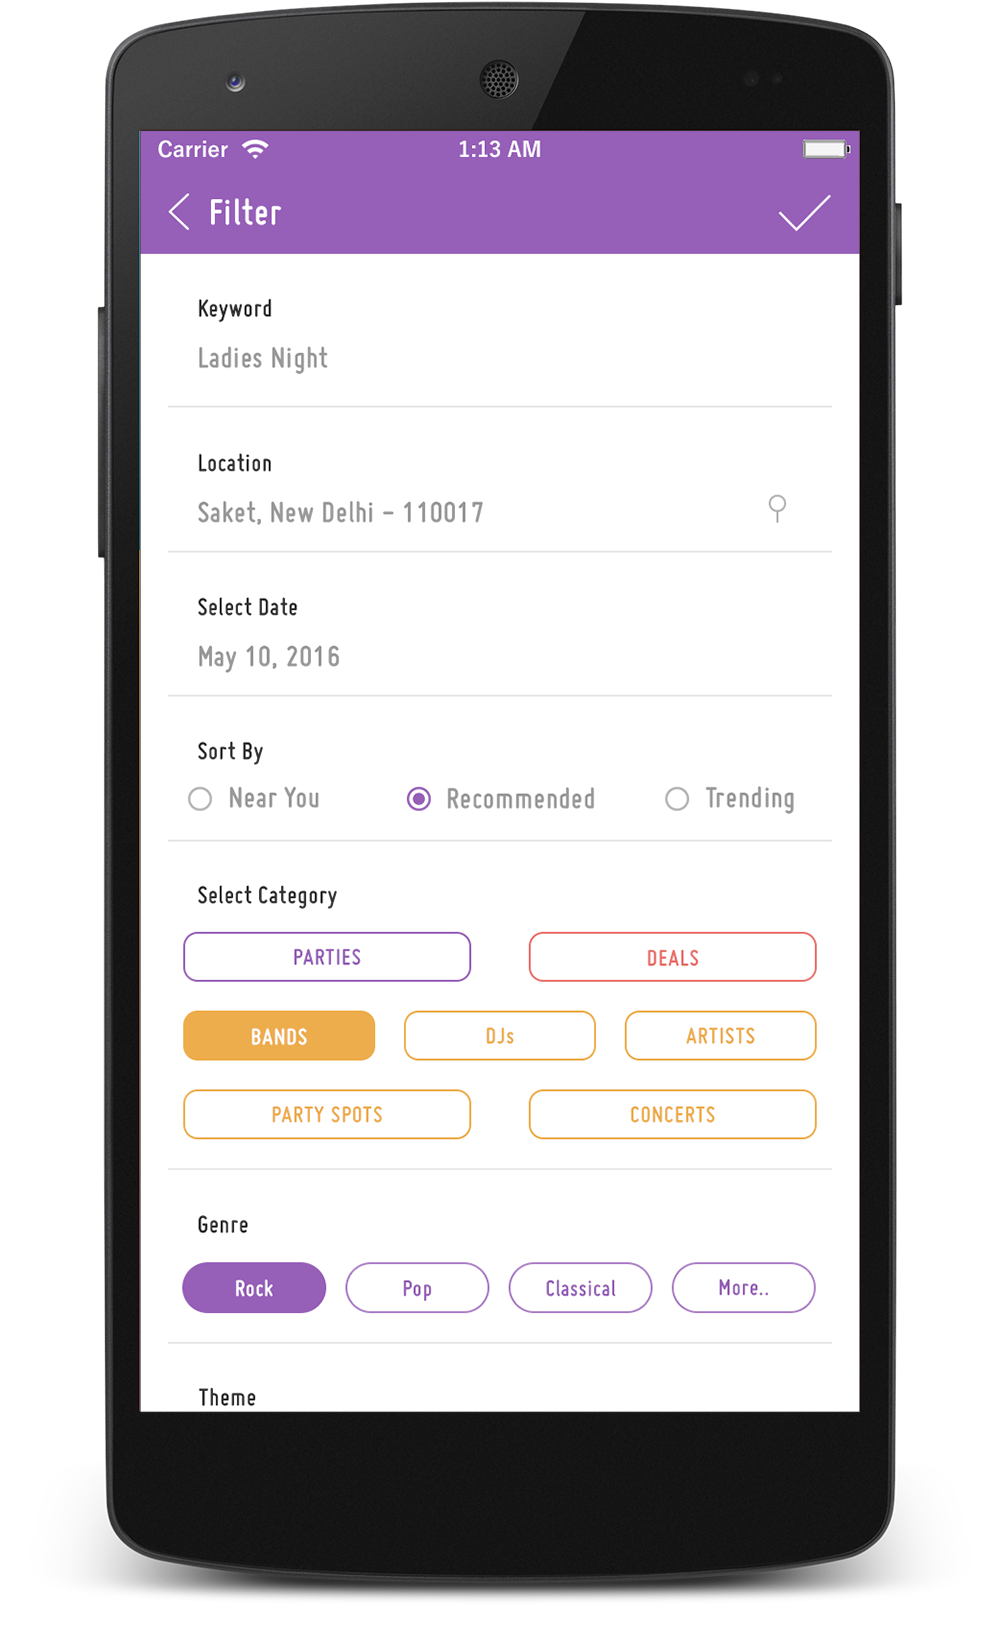 Carrier 1:13 AM
Filter
Keyword
Ladies Night
Location
Saket, New Delhi - 110017
Select Date
May 10, 2016
Sort By
Near You Recommended Trending
Select Category
PARTIES DEALS
BANDS DJs ARTISTS
PARTY SPOTS CONCERTS
Genre
Rock Pop Classical More..
Theme